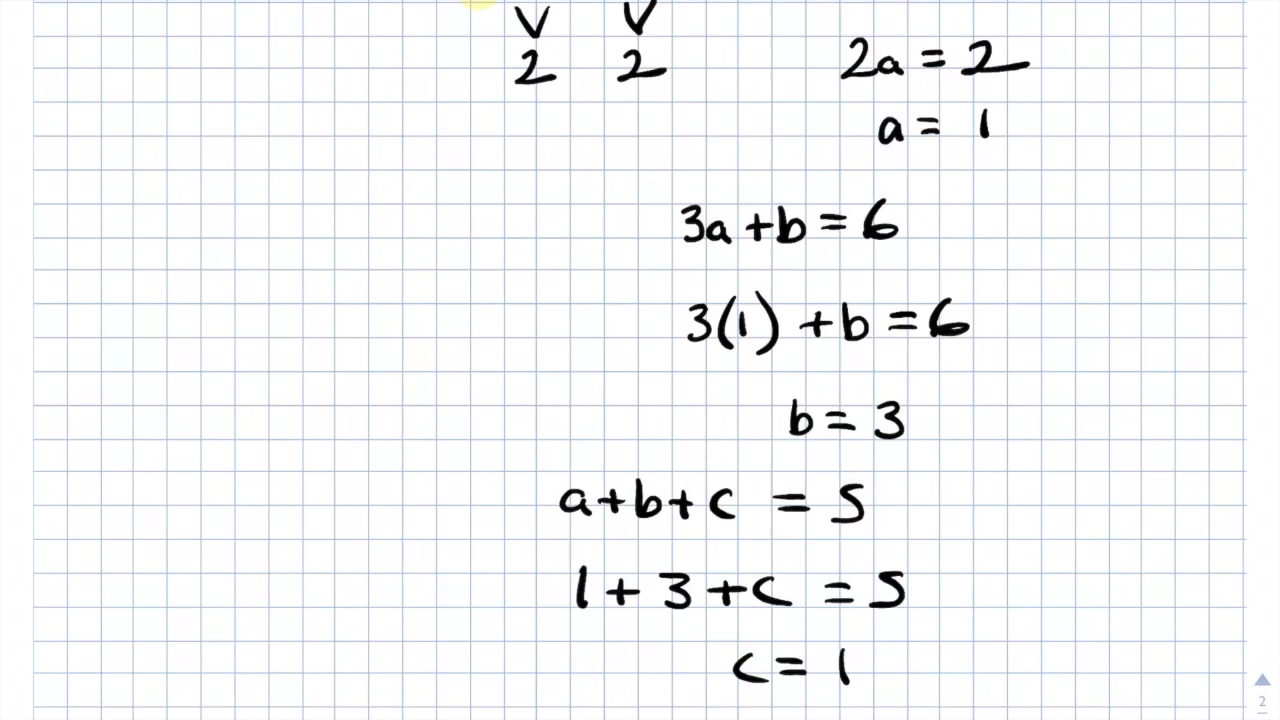 V V
2 2
2a = 2
a = 1
3a + b = 6
3(1) + b = 6
b = 3
a + b + c = 5
1 + 3 + c = 5
c = 1
2